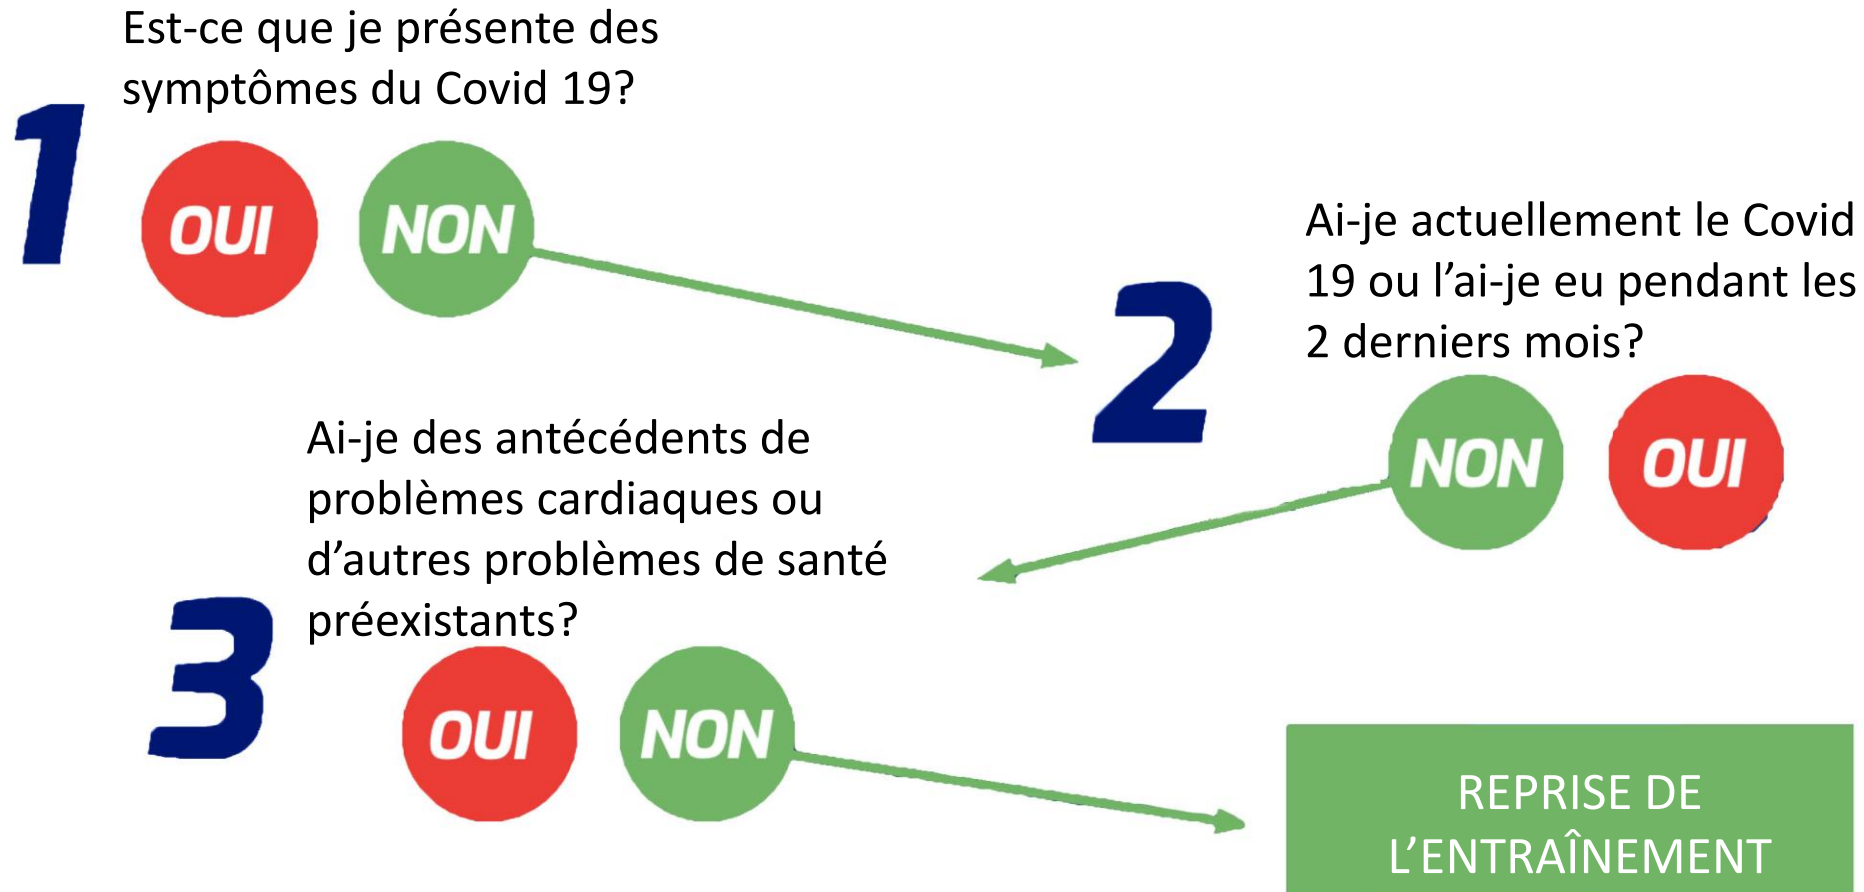 Est-ce que je présente des
symptômes du Covid 19?
1
OUI NON
Ai-je actuellement le Covid
19 ou l’ai-je eu pendant les
2 derniers mois?
2
NON OUI
Ai-je des antécédents de
problèmes cardiaques ou
d’autres problèmes de santé
préexistants?
3
OUI NON
REPRISE DE
L’ENTRAÎNEMENT